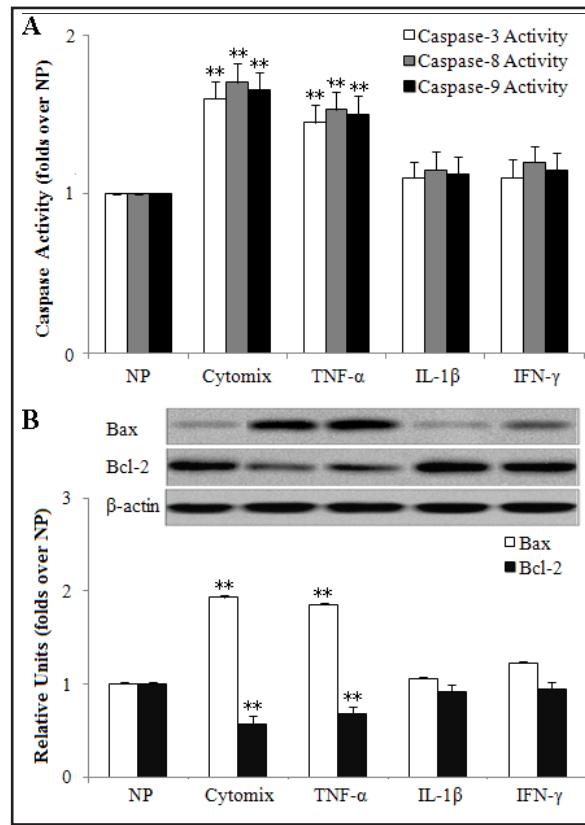 A
Caspase Activity (folds over NP)
2
1
0
Caspase-3 Activity
Caspase-8 Activity
Caspase-9 Activity
** ** **
** ** **
NP Cytomix TNF-α IL-1β IFN-γ
B
Bax
Bcl-2
β-actin
Relative Units (folds over NP)
3
2
1
0
Bax
Bcl-2
** **
** **
NP Cytomix TNF-α IL-1β IFN-γ